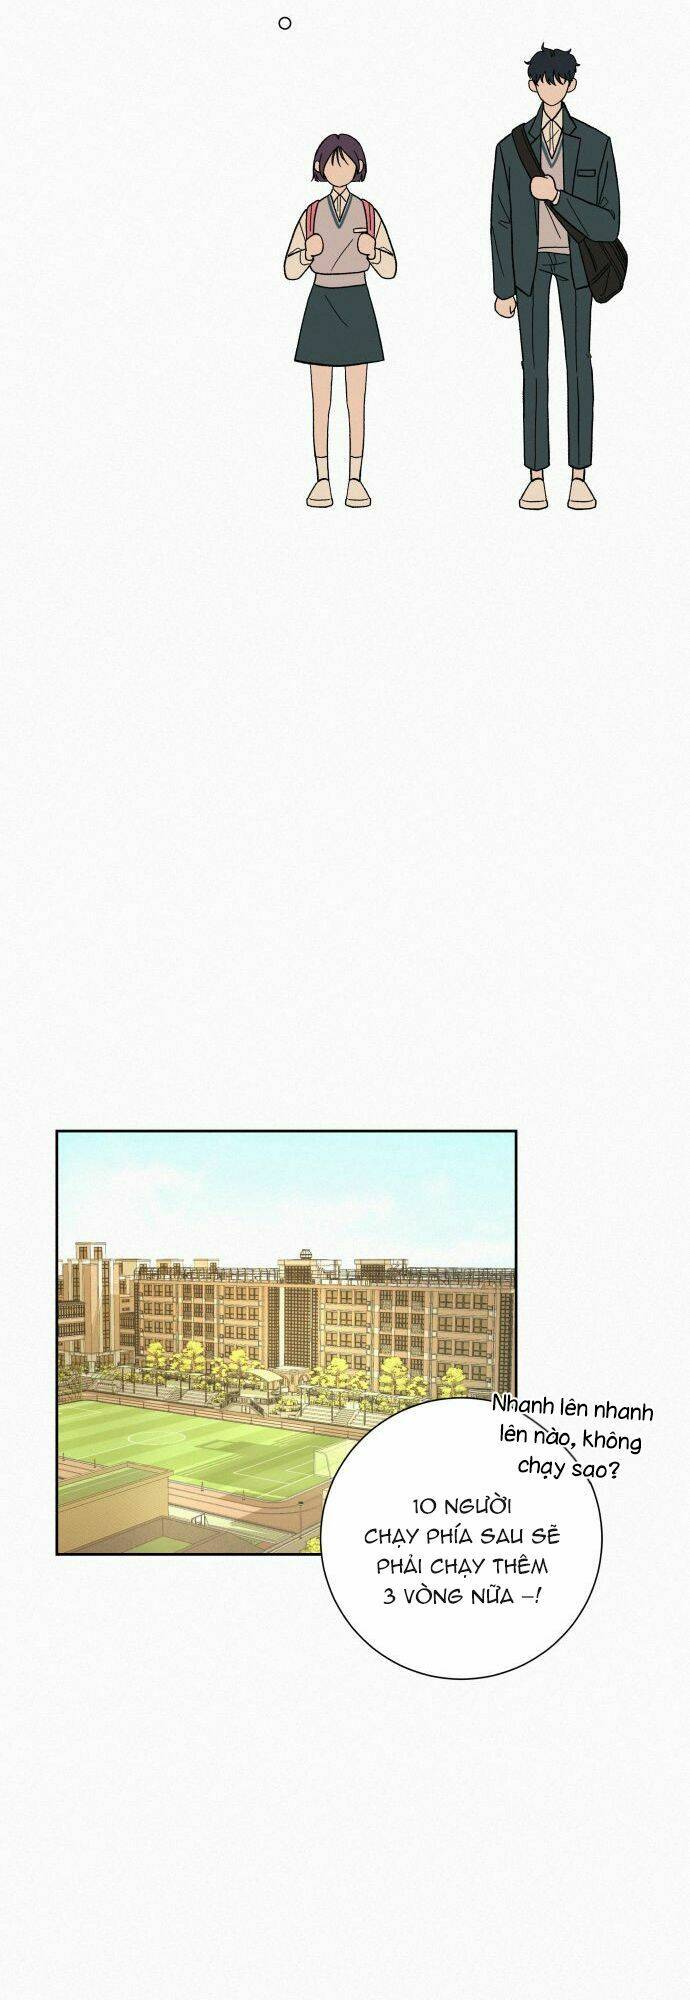 Nhanh lên nhanh
lên nào, không
chạy sao?
10 NGƯỜI
CHẠY PHÍA SAU SẼ
PHẢI CHẠY THÊM
3 VÒNG NỮA –!